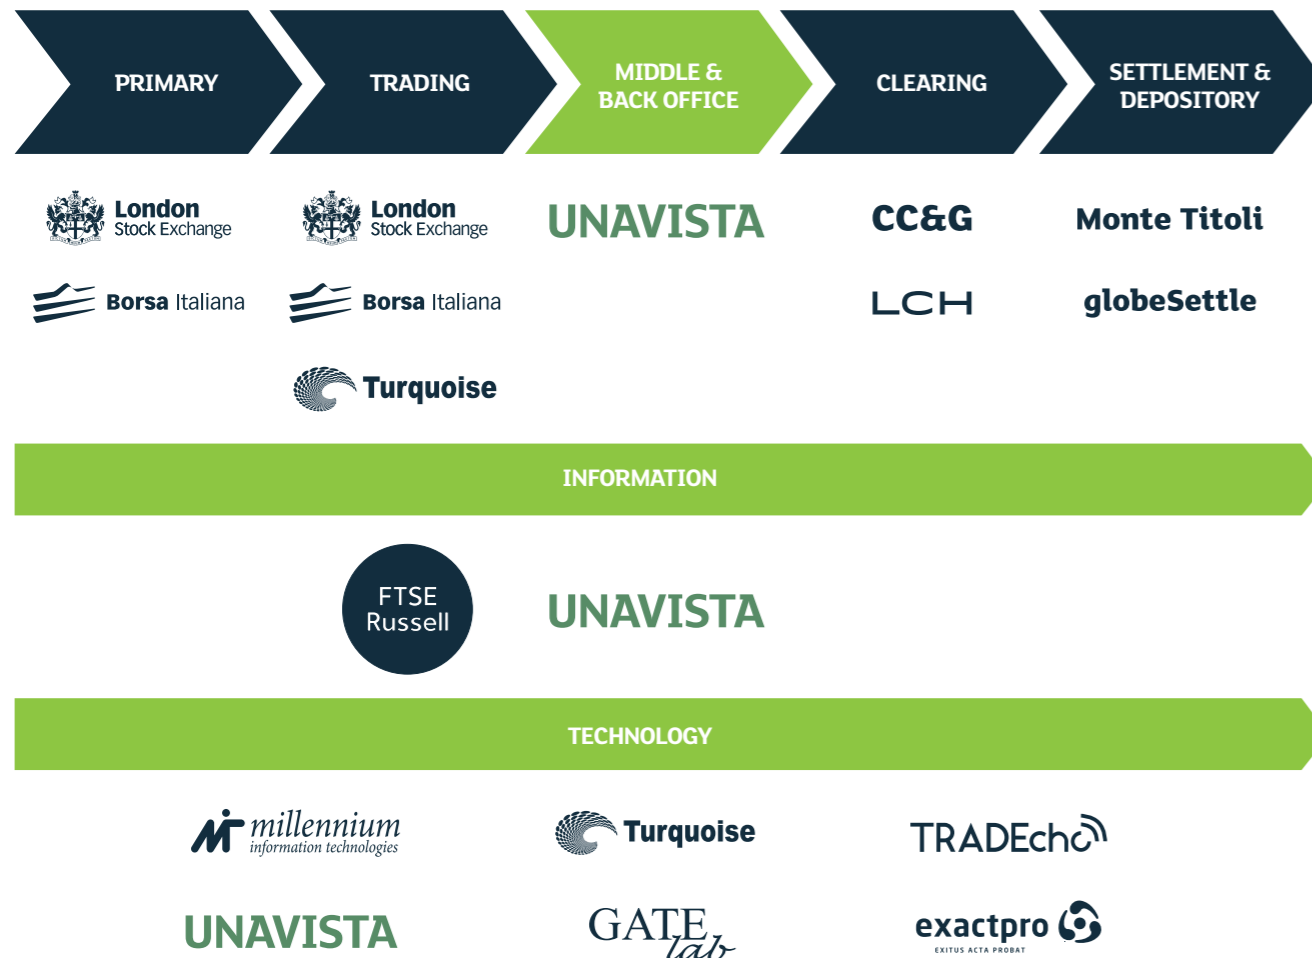 PRIMARY
TRADING
MIDDLE &
BACK OFFICE
CLEARING
SETTLEMENT &
DEPOSITORY
London
Stock Exchange
London
Stock Exchange
UNAVISTA
CC&G
Monte Titoli
Borsa Italiana
Borsa Italiana
LCH
globeSettle
Turquoise
INFORMATION
FTSE
Russell
UNAVISTA
TECHNOLOGY
millennium
information technologies
Turquoise
TRADEcho
UNAVISTA
GATE
lab
exactpro
EXITUS ACTA PROBAT